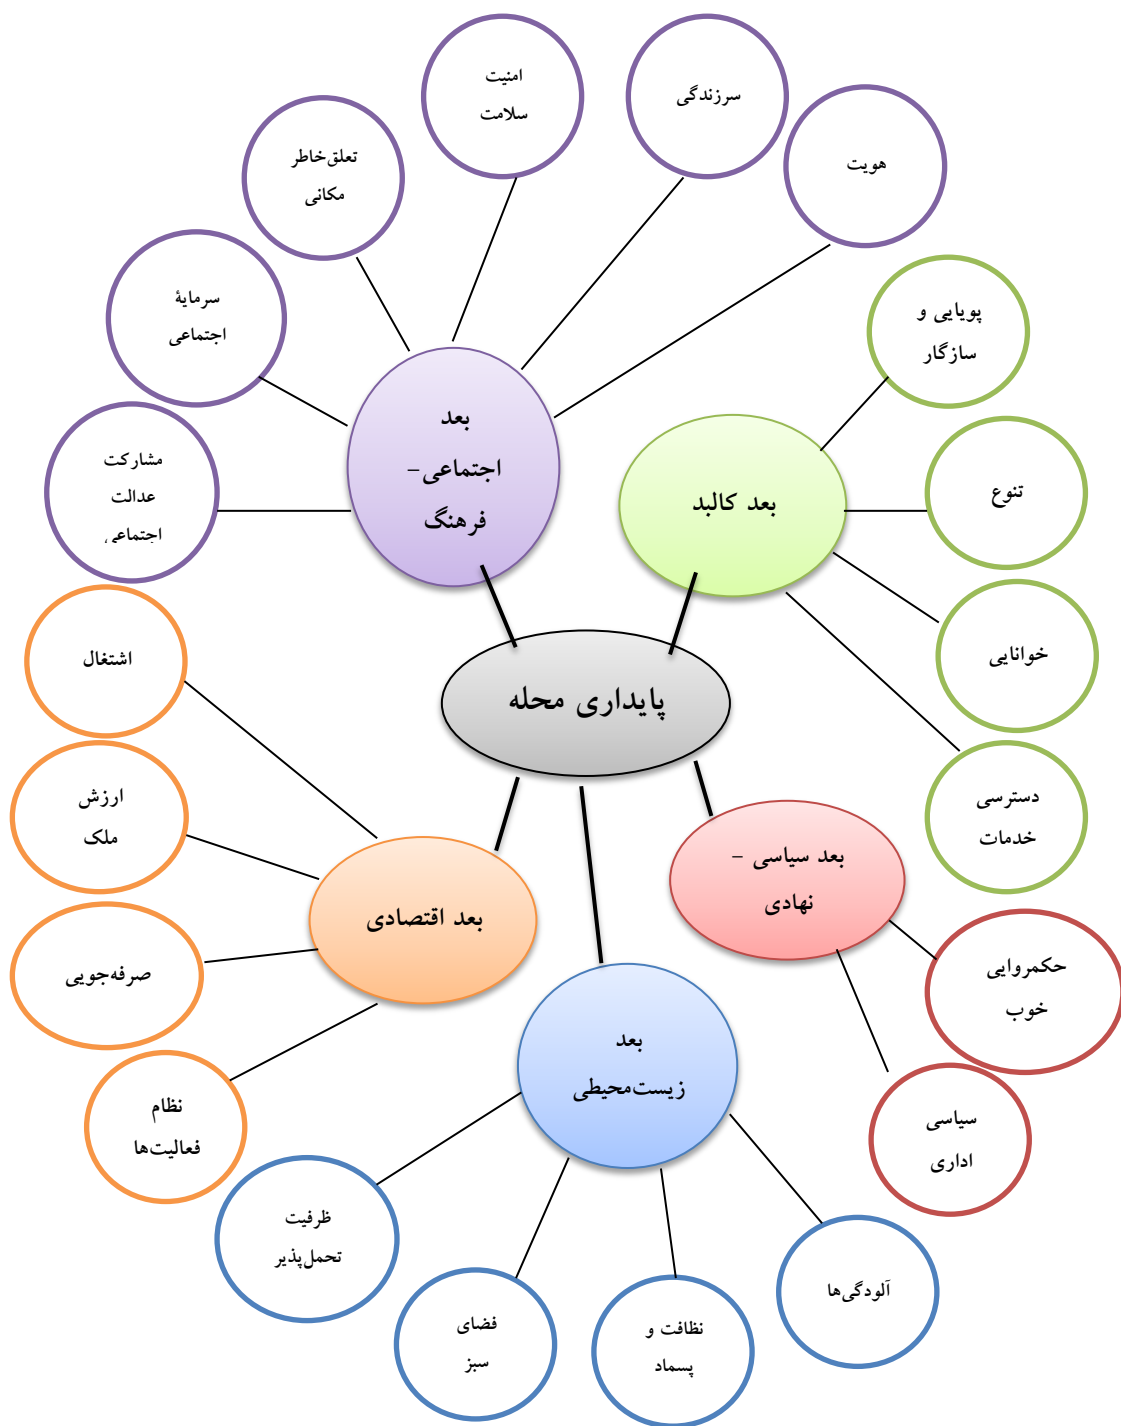 امنیت
سلامت
سرزندگی
هویت
تعلق‌خاطر
مکانی
سرمایۀ
اجتماعی
مشارکت
عدالت
اجتماعی
بعد
اجتماعی-
فرهنگ
پویایی و
سازگار
تنوع
خوانایی
دسترسی
خدمات
بعد کالبد
پایداری محله
اشتغال
ارزش
ملک
صرفه‌جویی
نظام
فعالیت‌ها
بعد اقتصادی
بعد سیاسی -
نهادی
حکمروایی
خوب
سیاسی
اداری
بعد
زیست‌محیطی
ظرفیت
تحمل‌پذیر
فضای
سبز
نظافت و
پسماد
آلودگی‌ها